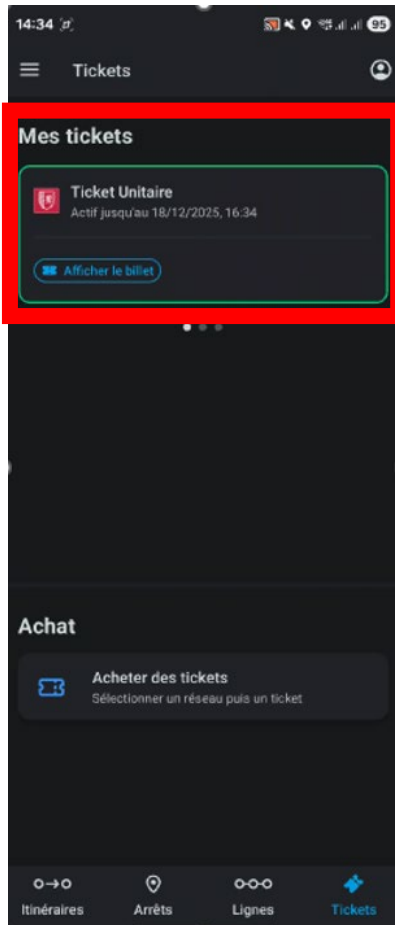 14:34
95
Tickets
Mes tickets
Ticket Unitaire
Actif jusqu'au 18/12/2025, 16:34
Afficher le billet
Achat
Acheter des tickets
Sélectionner un réseau puis un ticket
Itinéraires Arrêts Lignes Tickets